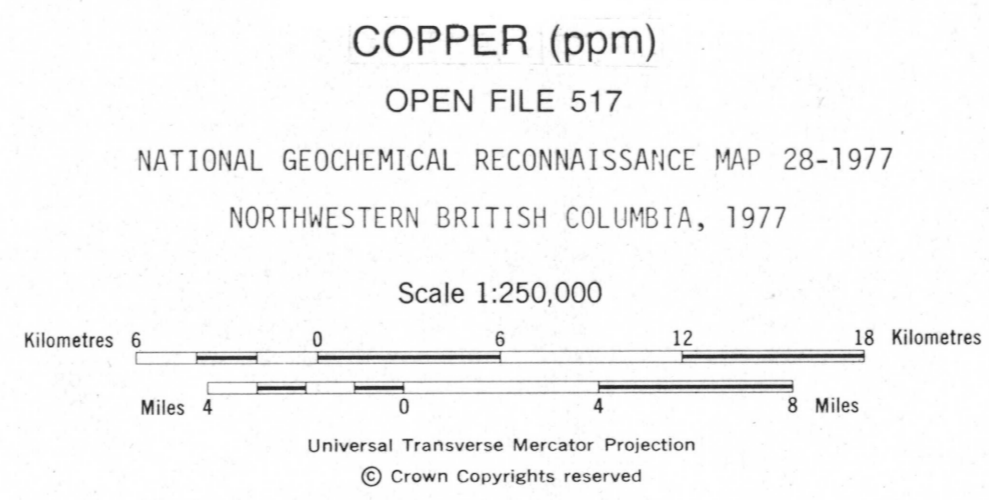 COPPER (ppm)
OPEN FILE 517
NATIONAL GEOCHEMICAL RECONNAISSANCE MAP 28-1977
NORTHWESTERN BRITISH COLUMBIA, 1977
Scale 1:250,000
Kilometres 6 0 6 12 18 Kilometres
Miles 4 0 4 8 Miles
Universal Transverse Mercator Projection
© Crown Copyrights reserved